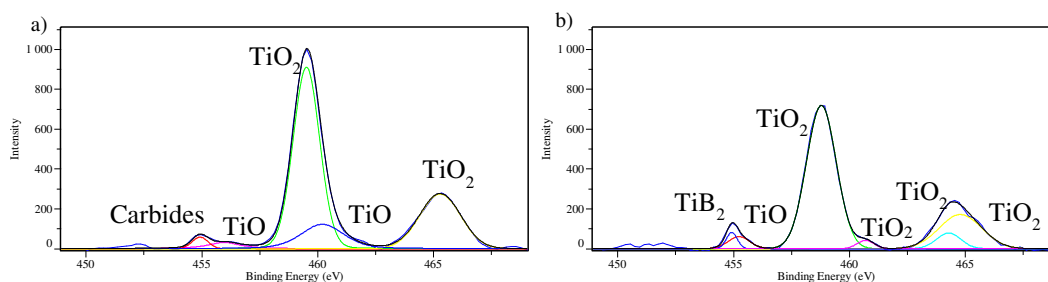 a)
1 000
800
600
400
200
0
Intensity
TiO2
TiO2
Carbides
TiO
TiO
450
455
460
465
Binding Energy (eV)
b)
1 000
800
600
400
200
0
Intensity
TiO2
TiB2
TiO
TiO2
TiO2
TiO2
450
455
460
465
Binding Energy (eV)